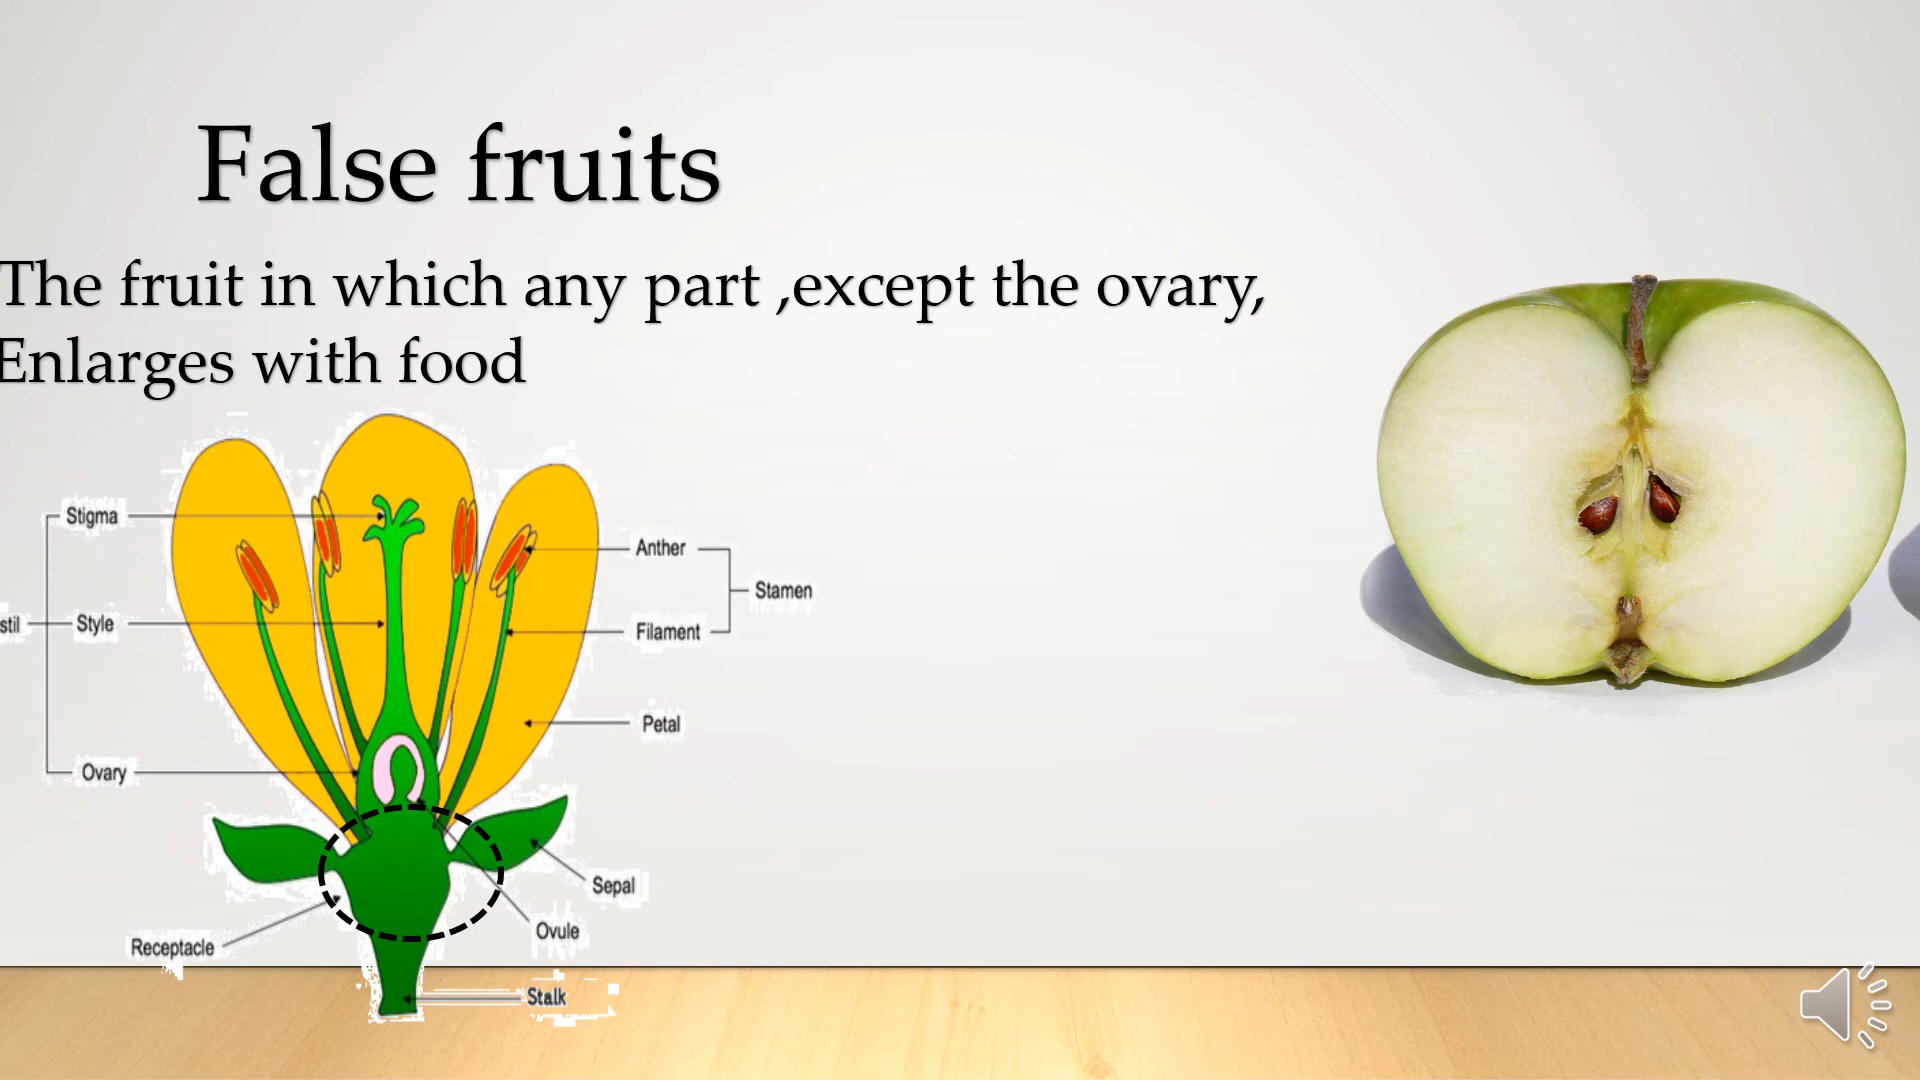 False fruits
The fruit in which any part ,except the ovary,
Enlarges with food
Stigma
Anther
Stamen
Style
Filament
Petal
Ovary
Sepal
Ovule
Receptacle
Stalk